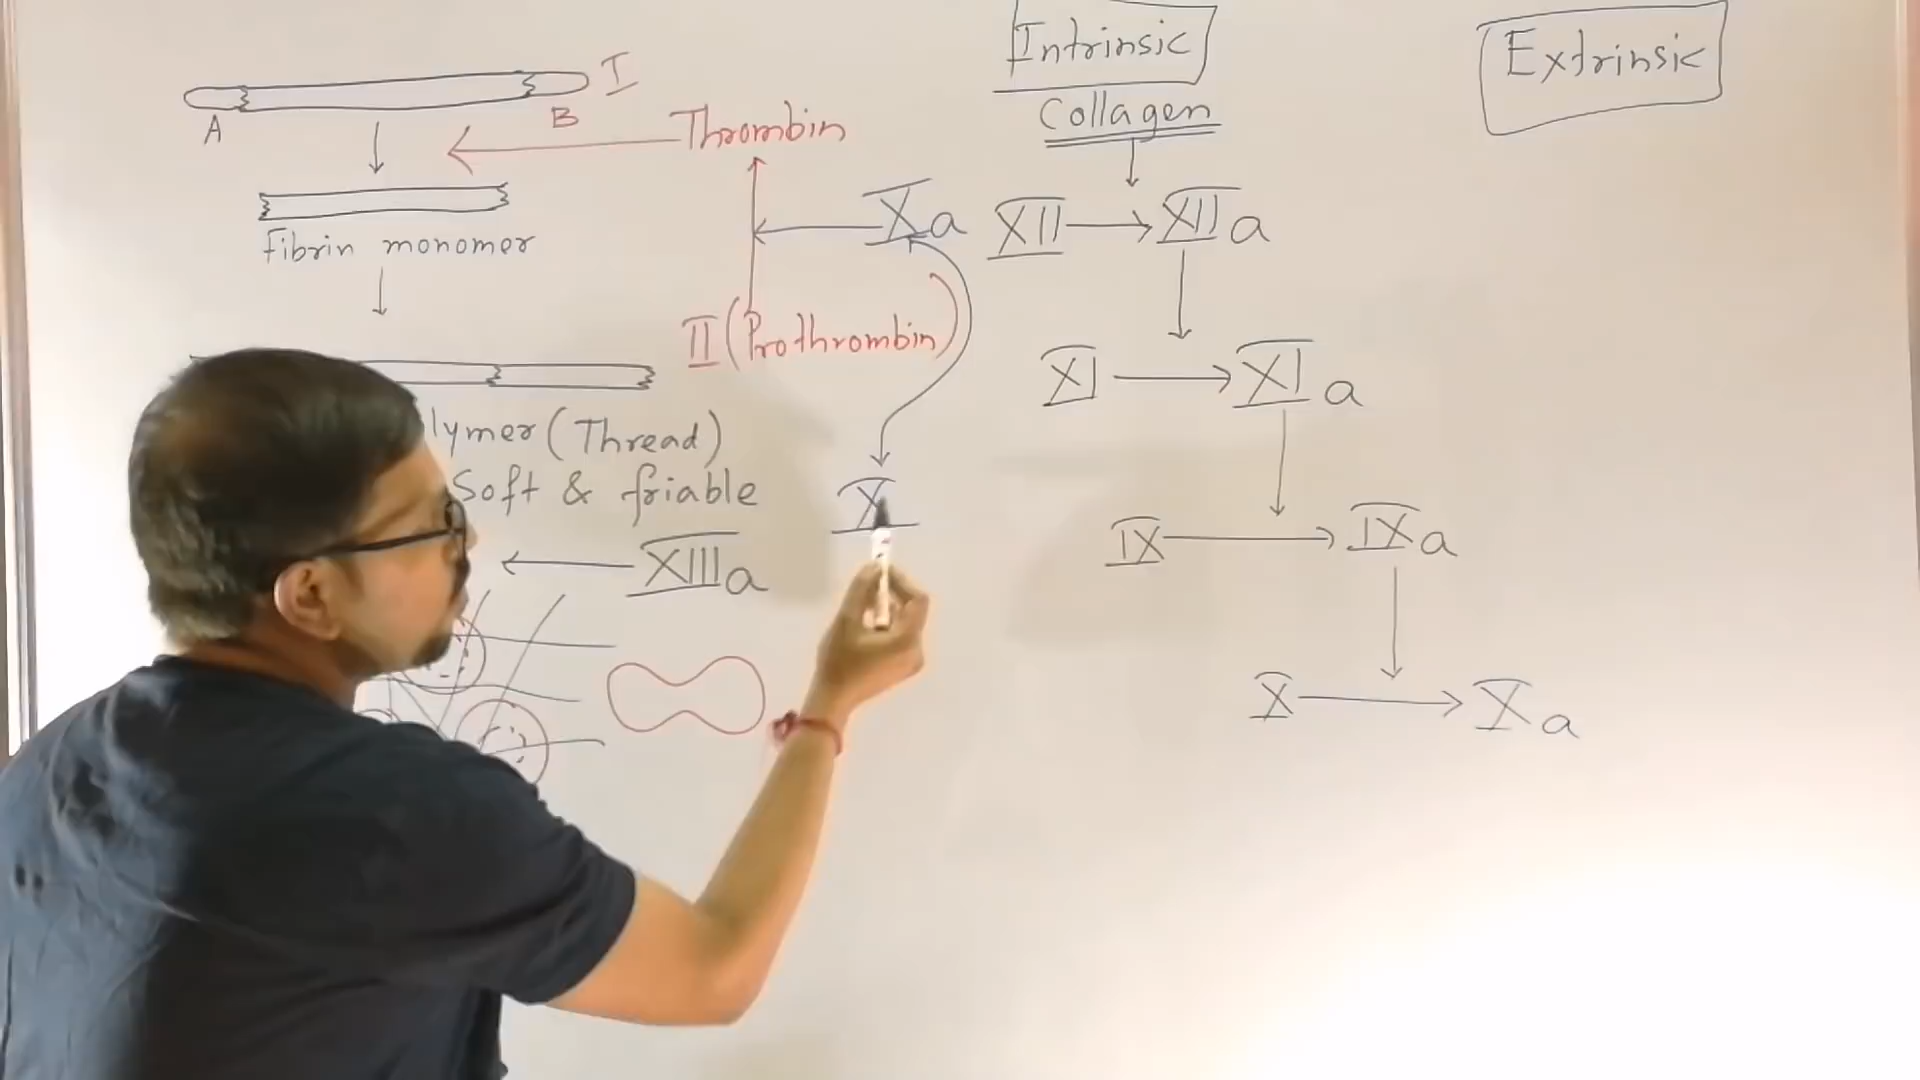 I
A
B
Thrombin
Fibrin monomer
Xa
II (Prothrombin)
lymer (Thread)
Soft & friable
XIIIa
X
Intrinsic
Collagen
XII → XIIa
XI → XIa
IX → IXa
X → Xa
Extrinsic